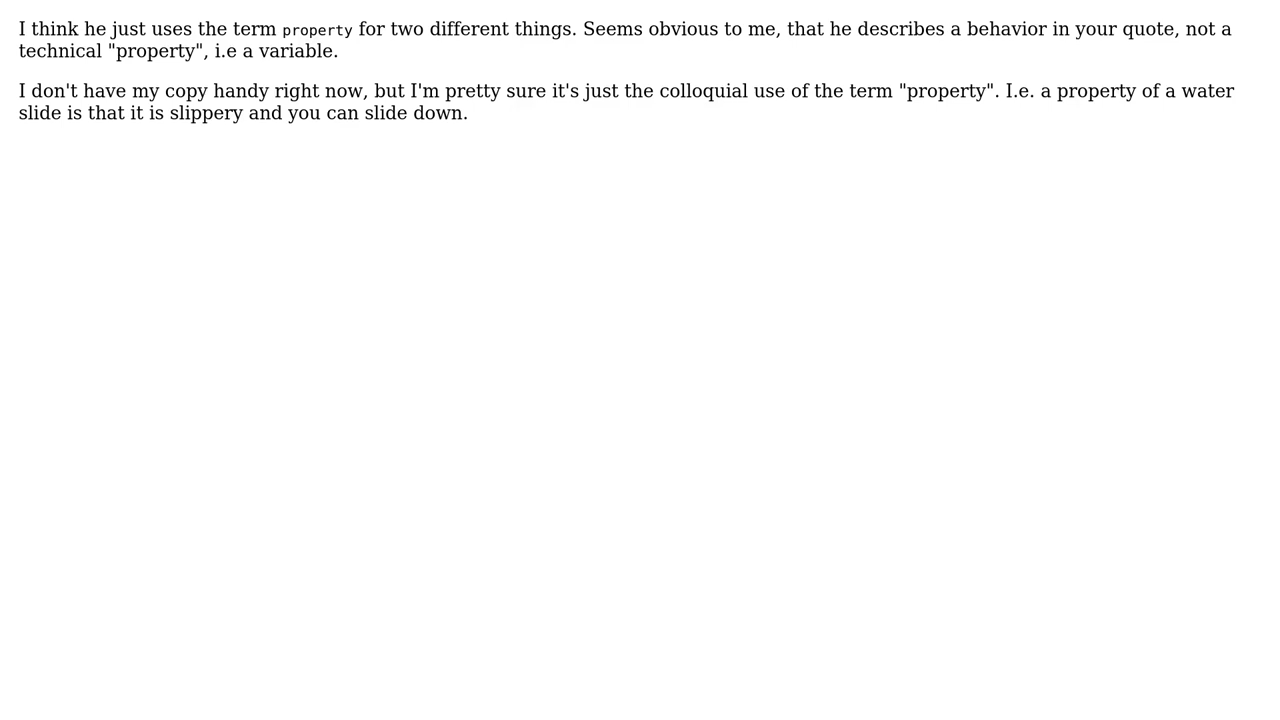 I think he just uses the term property for two different things. Seems obvious to me, that he describes a behavior in your quote, not a
technical "property", i.e a variable.
I don't have my copy handy right now, but I'm pretty sure it's just the colloquial use of the term "property". I.e. a property of a water
slide is that it is slippery and you can slide down.